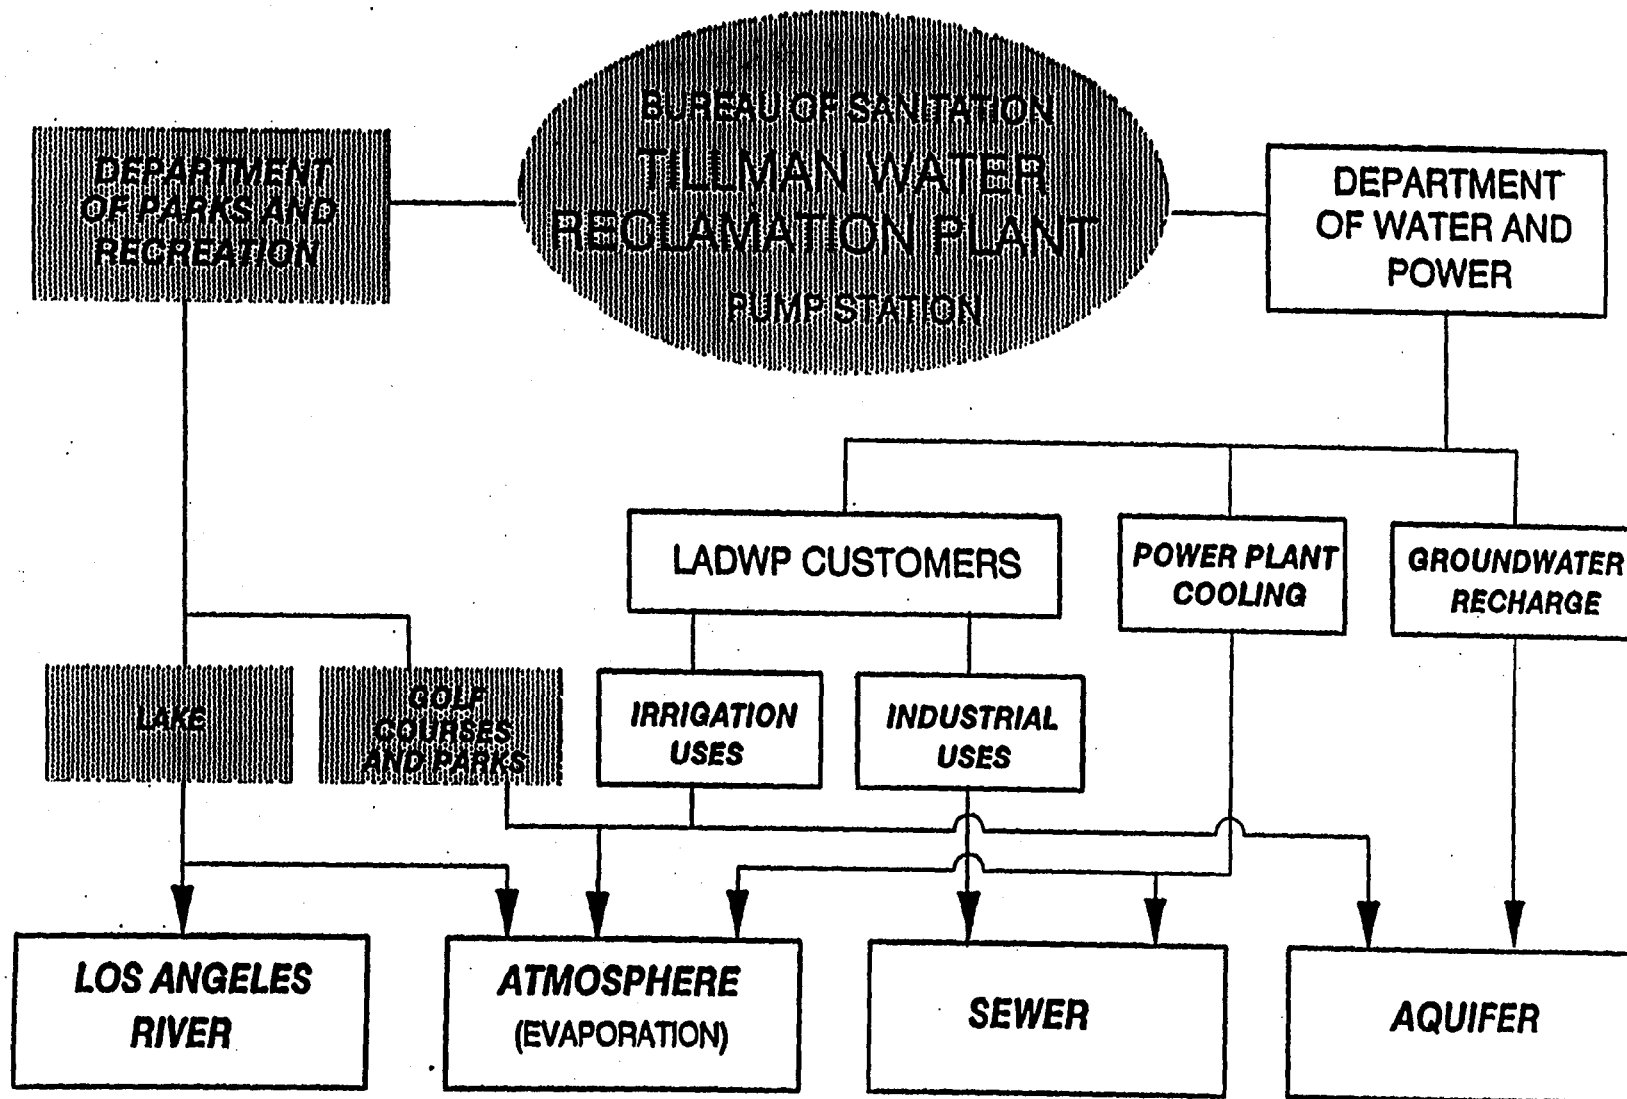 BUREAU OF SANITATION
TILLMAN WATER
RECLAMATION PLANT
PUMP STATION
DEPARTMENT
OF PARKS AND
RECREATION
DEPARTMENT
OF WATER AND
POWER
LADWP CUSTOMERS
POWER PLANT
COOLING
GROUNDWATER
RECHARGE
LAKE
GOLF
COURSES
AND PARKS
IRRIGATION
USES
INDUSTRIAL
USES
LOS ANGELES
RIVER
ATMOSPHERE
(EVAPORATION)
SEWER
AQUIFER